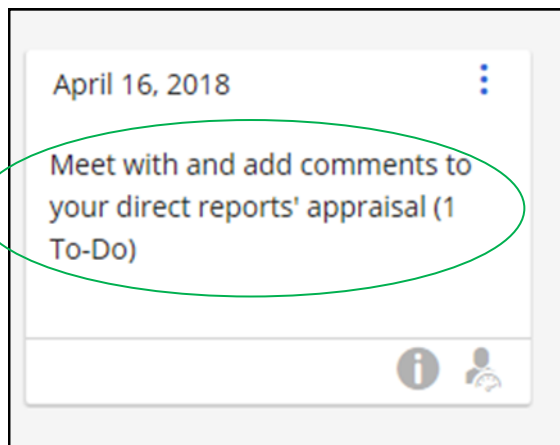 April 16, 2018
Meet with and add comments to
your direct reports' appraisal (1
To-Do)